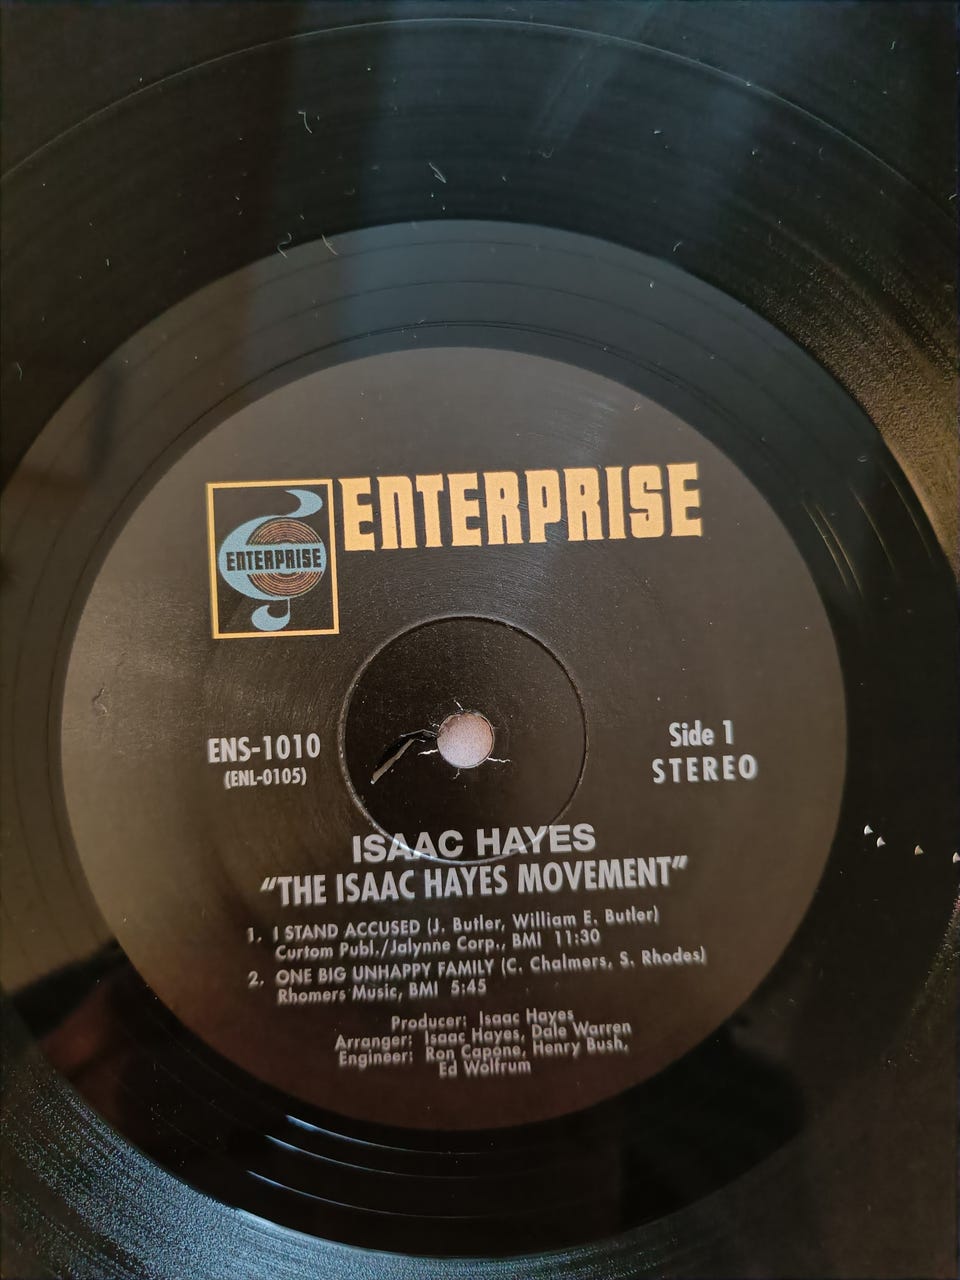 ENTERPRISE
ENTERPRISE
ENS-1010
(ENL-0105)
Side 1
STEREO
ISAAC HAYES
"THE ISAAC HAYES MOVEMENT"
1. I STAND ACCUSED (J. Butler, William E. Butler)
Curtom Publ./Jalynne Corp., BMI 11:30
2. ONE BIG UNHAPPY FAMILY (C. Chalmers, S. Rhodes)
Rhomers Music, BMI 5:45
Producer: Isaac Hayes
Arranger: Isaac Hayes, Dale Warren
Engineer: Ron Capone, Henry Bush,
Ed Wolfrum